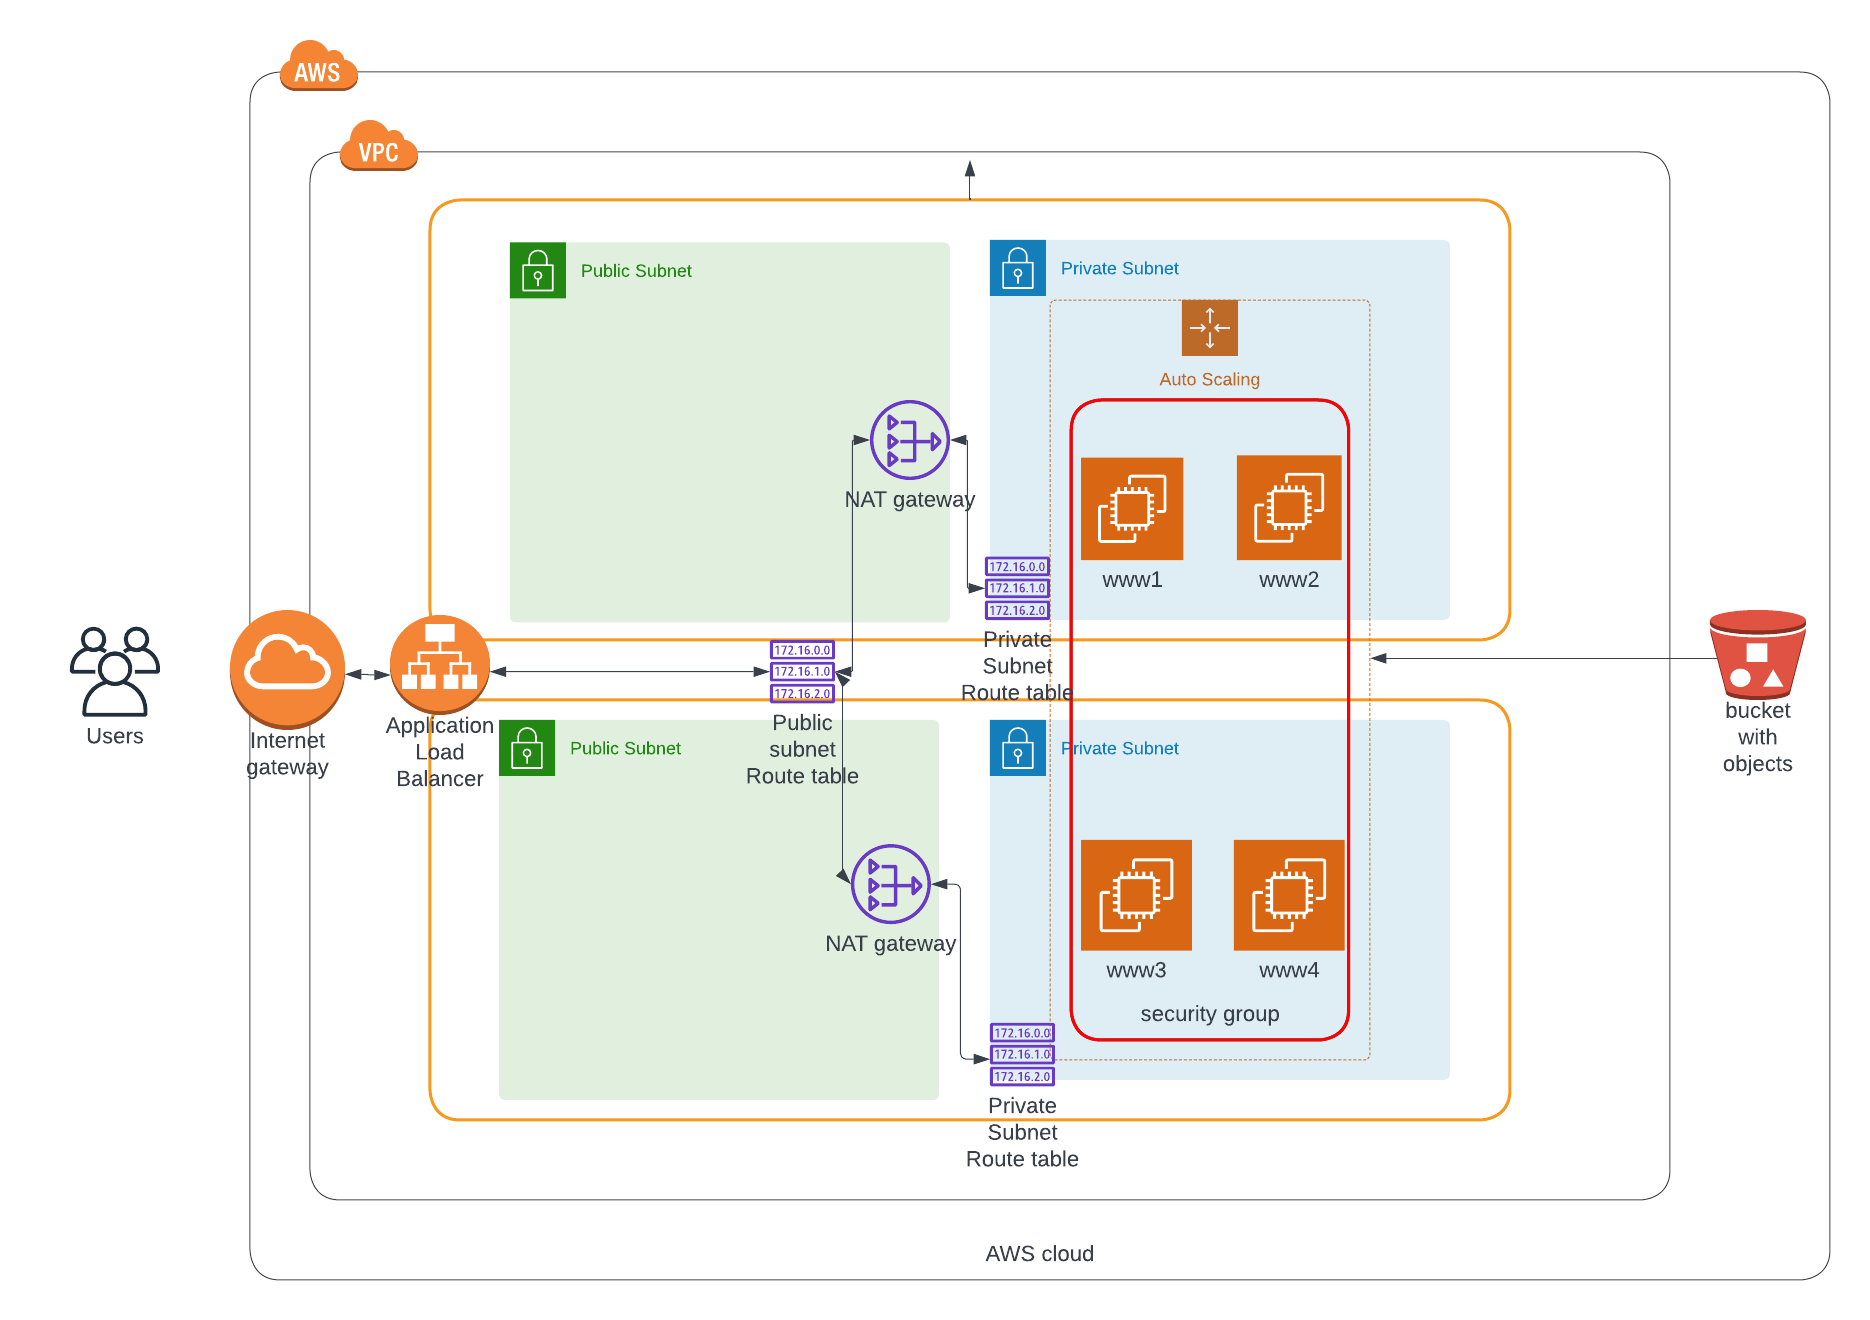 AWS
VPC
Public Subnet
Private Subnet
Auto Scaling
NAT gateway
www1
www2
172.16.0.0
172.16.1.0
172.16.2.0
Private
Subnet
Route table
172.16.0.0
172.16.1.0
172.16.2.0
Public
subnet
Route table
Users
Internet
gateway
Application
Load
Balancer
bucket
with
objects
Public Subnet
Private Subnet
NAT gateway
www3
www4
security group
172.16.0.0
172.16.1.0
172.16.2.0
Private
Subnet
Route table
AWS cloud